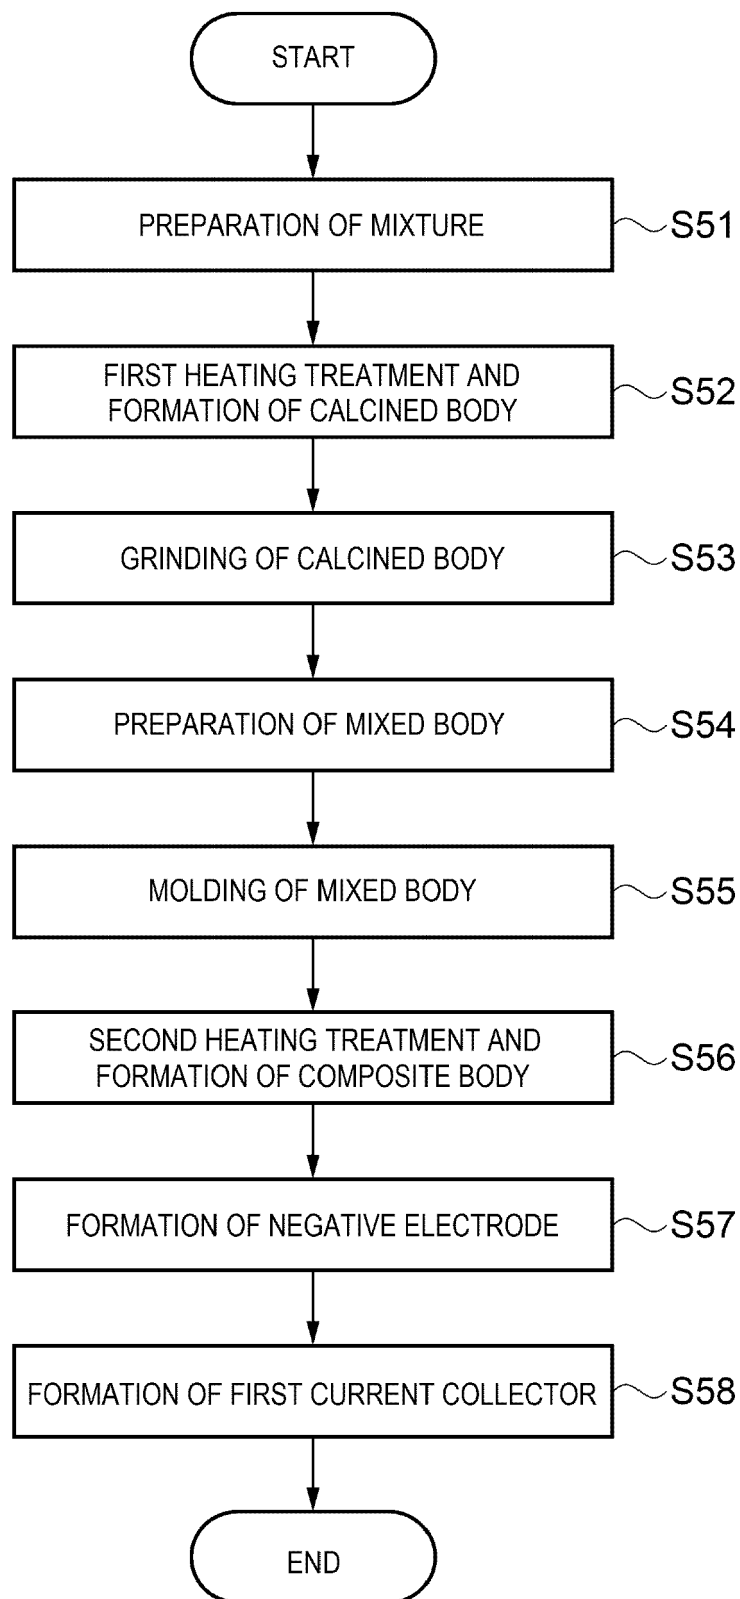 START
PREPARATION OF MIXTURE
S51
FIRST HEATING TREATMENT AND
FORMATION OF CALCINED BODY
S52
GRINDING OF CALCINED BODY
S53
PREPARATION OF MIXED BODY
S54
MOLDING OF MIXED BODY
S55
SECOND HEATING TREATMENT AND
FORMATION OF COMPOSITE BODY
S56
FORMATION OF NEGATIVE ELECTRODE
S57
FORMATION OF FIRST CURRENT COLLECTOR
S58
END